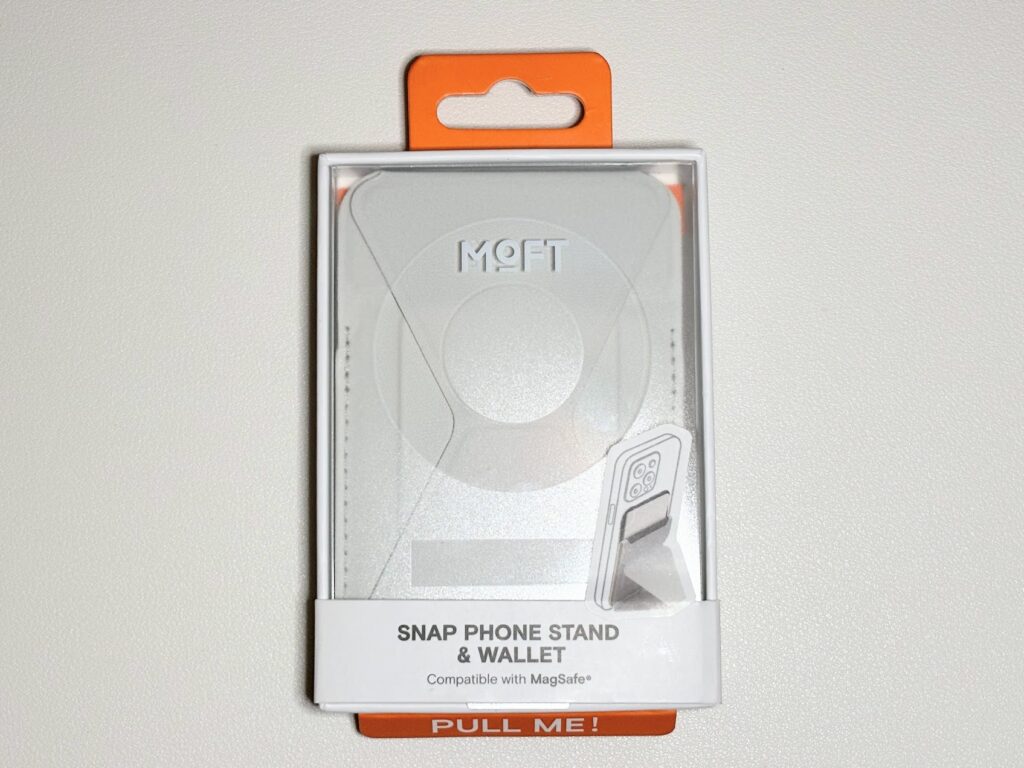 MOFT
SNAP PHONE STAND
& WALLET
Compatible with MagSafe®
PULL ME!